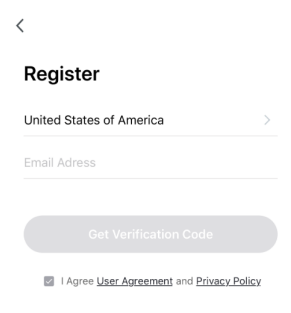 Register
United States of America
Email Adress
Get Verification Code
I Agree User Agreement and Privacy Policy